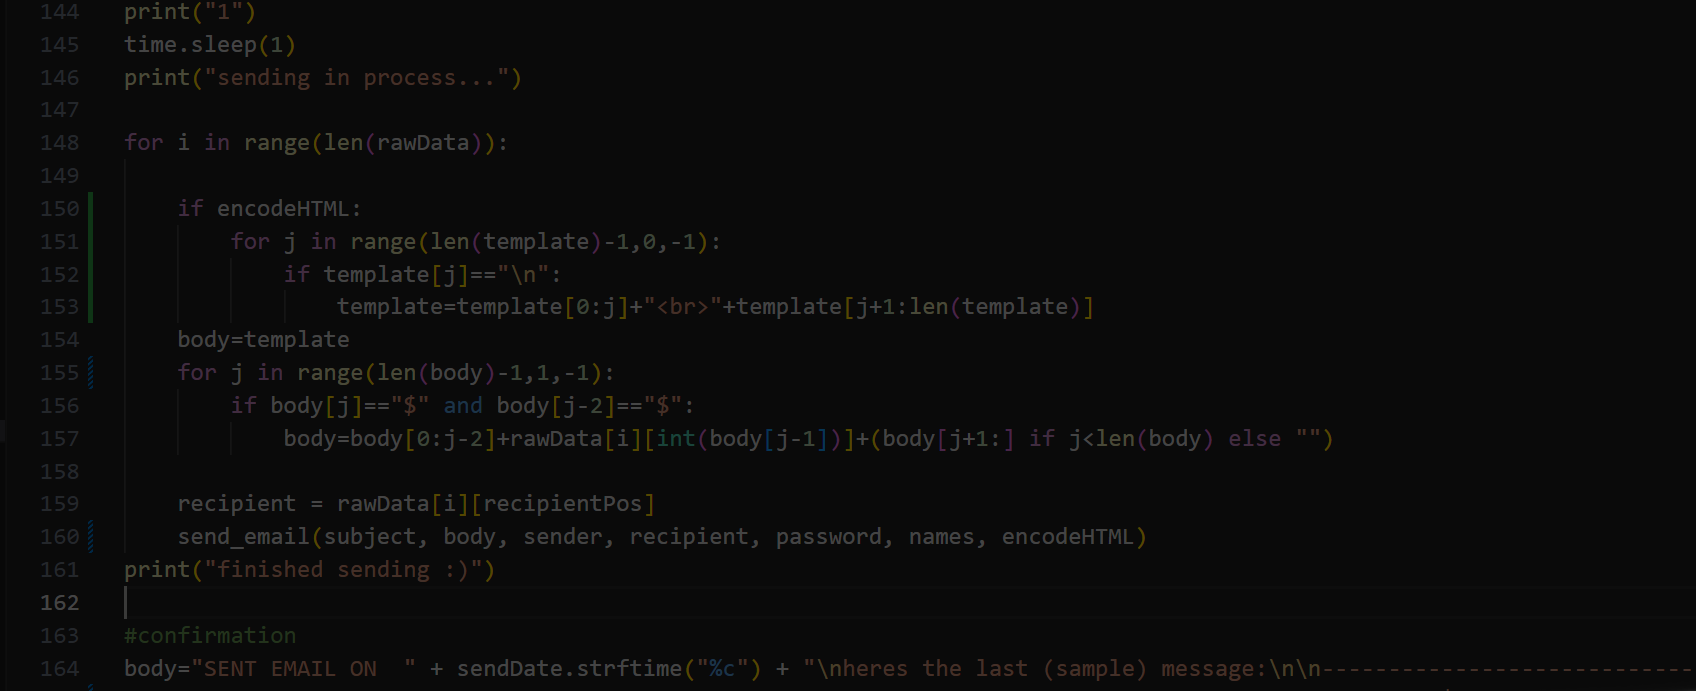 144 print("1")
145 time.sleep(1)
146 print("sending in process...")
147
148 for i in range(len(rawData)):
149
150 if encodeHTML:
151 for j in range(len(template)-1,0,-1):
152 if template[j]=="\n":
153 template=template[0:j]+"<br>"+template[j+1:len(template)]
154 body=template
155 for j in range(len(body)-1,1,-1):
156 if body[j]=="$" and body[j-2]=="$":
157 body=body[0:j-2]+rawData[i][int(body[j-1])]+(body[j+1:] if j<len(body) else "")
158
159 recipient = rawData[i][recipientPos]
160 send_email(subject, body, sender, recipient, password, names, encodeHTML)
161 print("finished sending :)")
162
163 #confirmation
164 body="SENT EMAIL ON  " + sendDate.strftime("%c") + "\nheres the last (sample) message:\n\n----------------------------